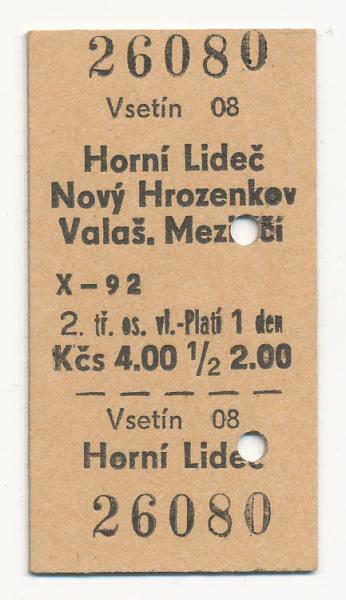 26080
Vsetín 08
Horní Lideč
Nový Hrozenkov
Valaš.
X-92
2. tř. os. vl.-Platí 1 den
Kčs 4.00 ½ 2.00
Vsetín 08
Horní Lideč
26080